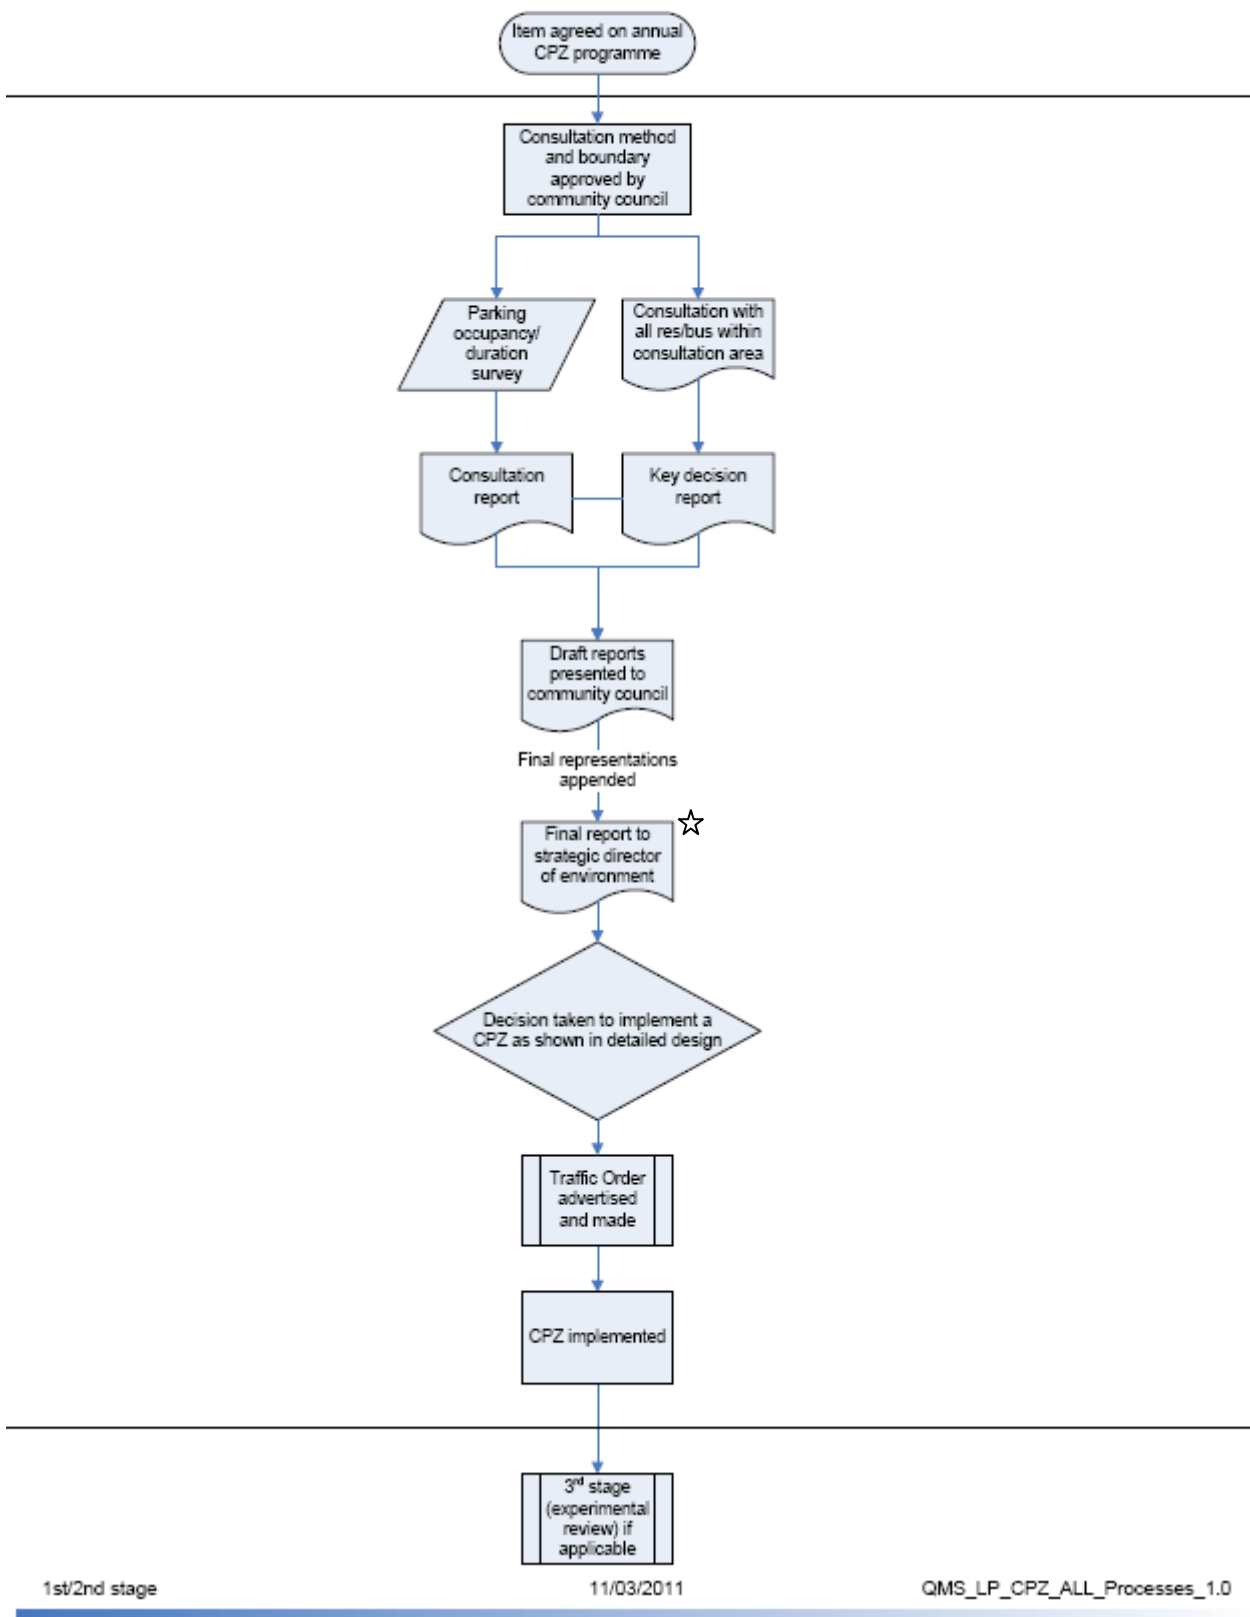 Item agreed on annual
CPZ programme
Consultation method
and boundary
approved by
community council
Parking
occupancy/
duration
survey
Consultation with
all res/bus within
consultation area
Consultation
report
Key decision
report
Draft reports
presented to
community council
Final representations
appended
Final report to
strategic director
of environment
Decision taken to implement a
CPZ as shown in detailed design
Traffic Order
advertised
and made
CPZ implemented
3rd stage
(experimental
review) if
applicable
1st/2nd stage
11/03/2011
QMS_LP_CPZ_ALL_Processes_1.0